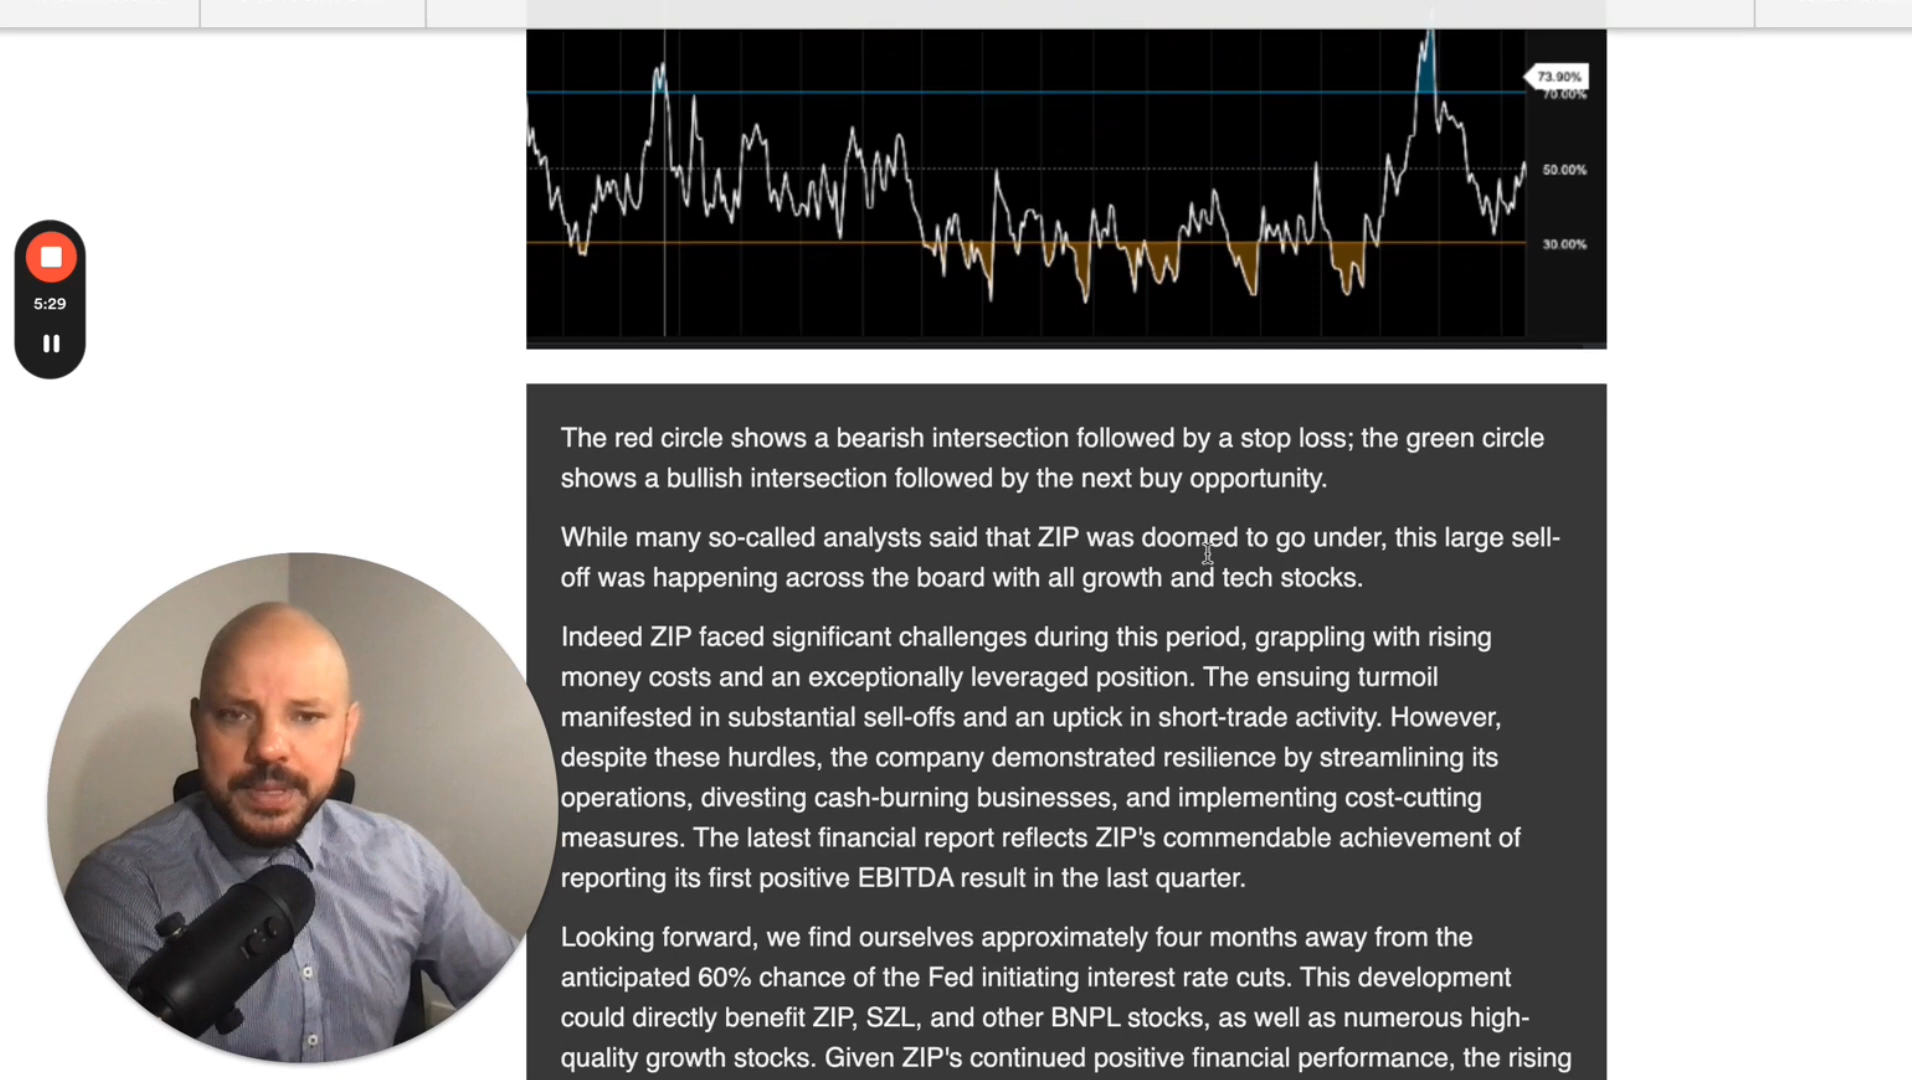 73.90%
70.00%
50.00%
30.00%
5:29
The red circle shows a bearish intersection followed by a stop loss; the green circle
shows a bullish intersection followed by the next buy opportunity.
While many so-called analysts said that ZIP was doomed to go under, this large sell-
off was happening across the board with all growth and tech stocks.
Indeed ZIP faced significant challenges during this period, grappling with rising
money costs and an exceptionally leveraged position. The ensuing turmoil
manifested in substantial sell-offs and an uptick in short-trade activity. However,
despite these hurdles, the company demonstrated resilience by streamlining its
operations, divesting cash-burning businesses, and implementing cost-cutting
measures. The latest financial report reflects ZIP's commendable achievement of
reporting its first positive EBITDA result in the last quarter.
Looking forward, we find ourselves approximately four months away from the
anticipated 60% chance of the Fed initiating interest rate cuts. This development
could directly benefit ZIP, SZL, and other BNPL stocks, as well as numerous high-
quality growth stocks. Given ZIP's continued positive financial performance, the rising